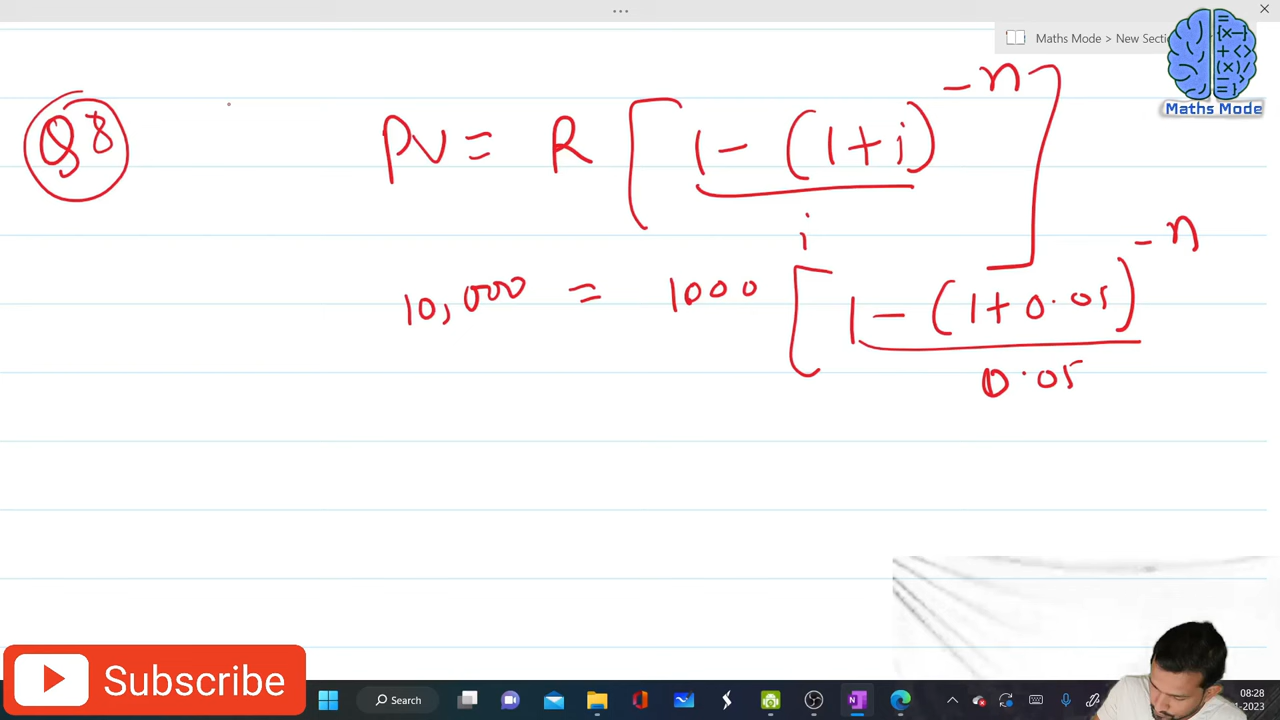 Maths Mode > New Secti
Maths Mode
Q8
PV = R [ 1 - (1+i)^-n / i ]
10,000 = 1000 [ 1 - (1+0.05)^-n / 0.05
Subscribe
Search
08:28
-2023